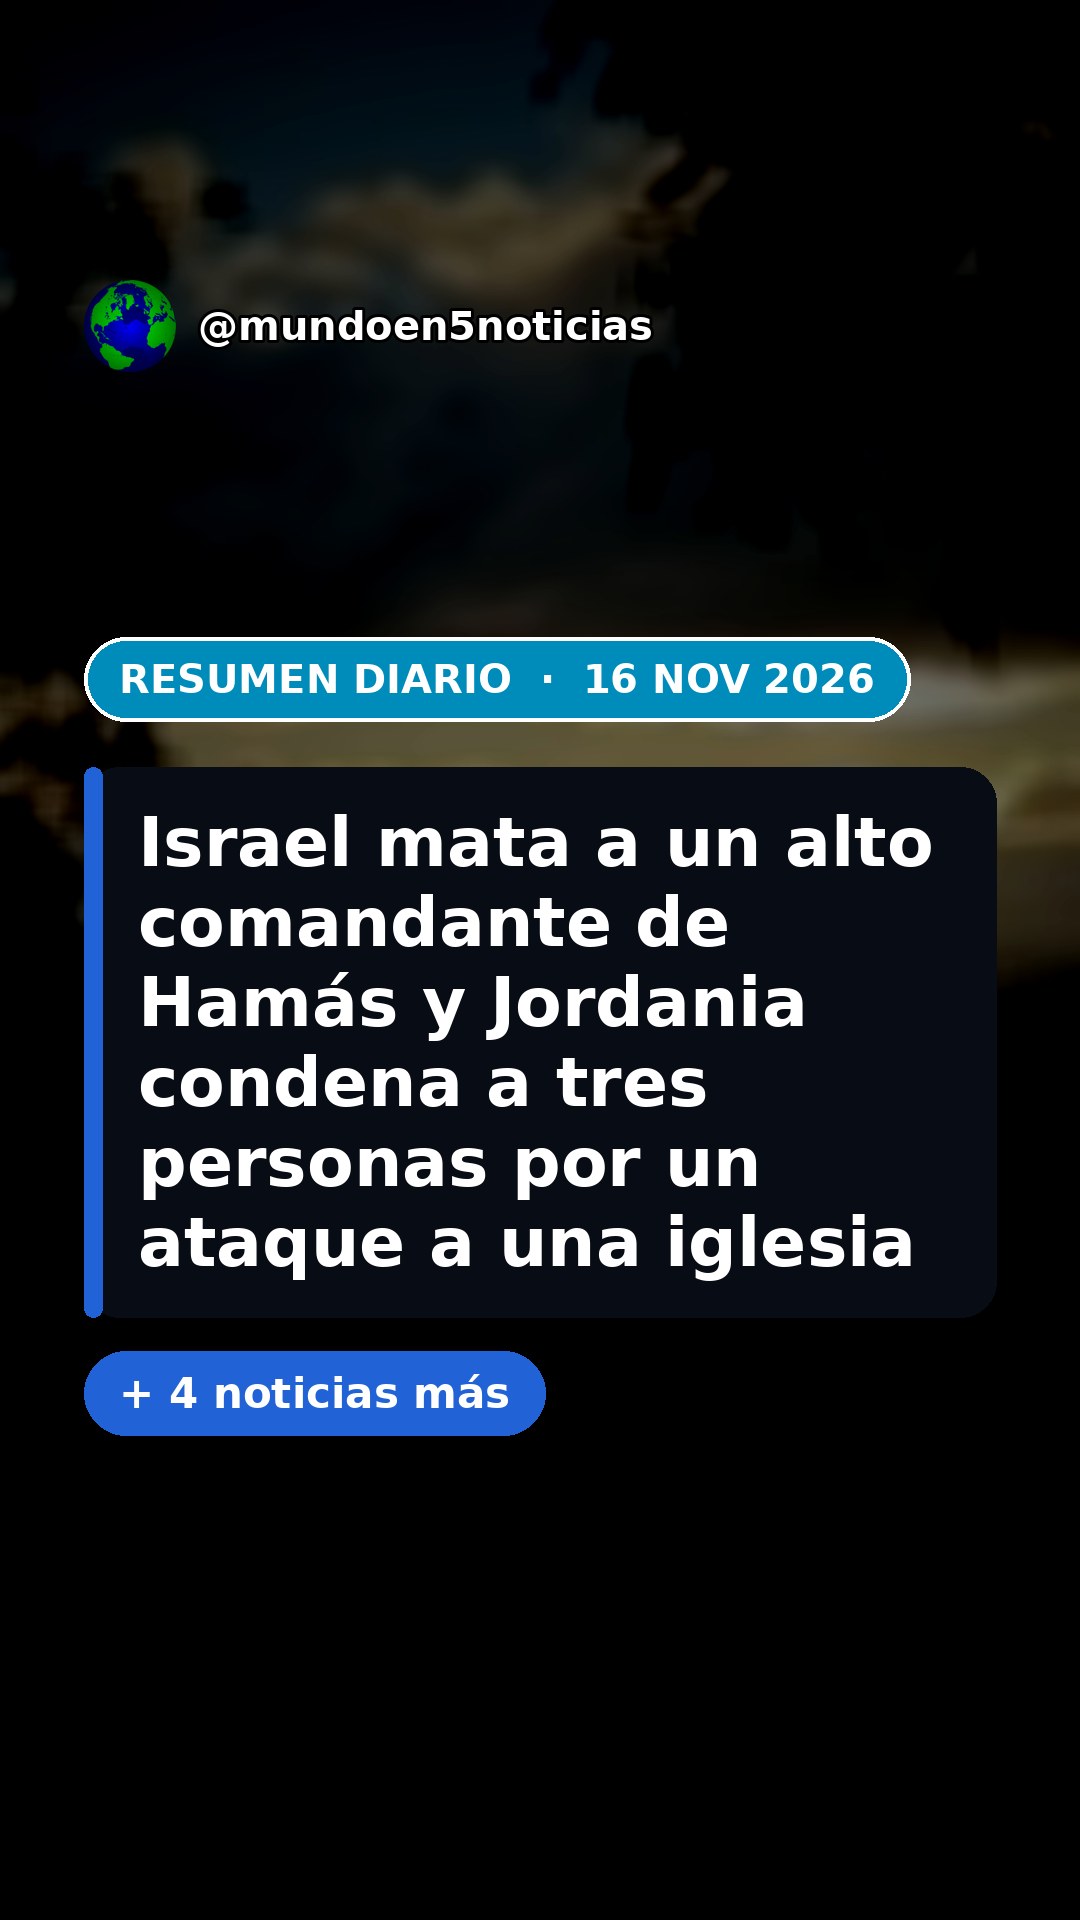 @mundoen5noticias
RESUMEN DIARIO · 16 NOV 2026
Israel mata a un alto
comandante de
Hamás y Jordania
condena a tres
personas por un
ataque a una iglesia
+ 4 noticias más